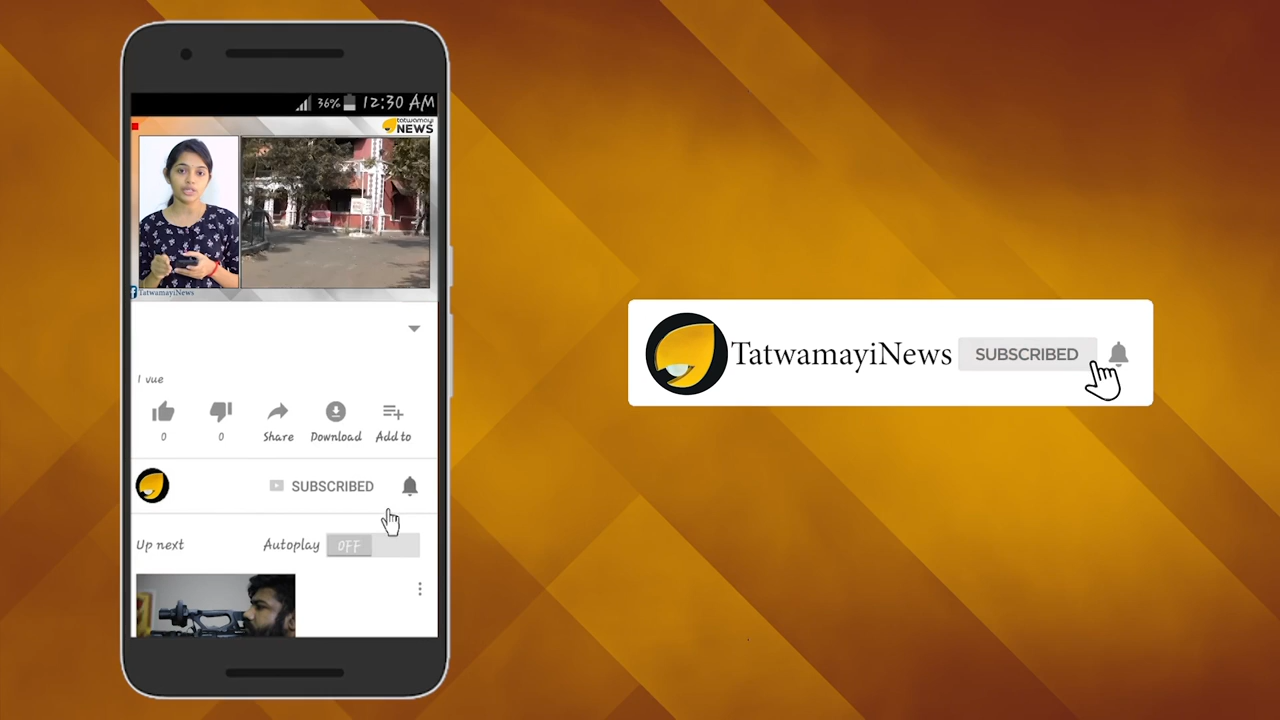 36% 12:30 AM
tatwamayi
NEWS
TatwamayiNews
1 vue
0 0 Share Download Add to
SUBSCRIBED
Up next Autoplay OFF
TatwamayiNews SUBSCRIBED